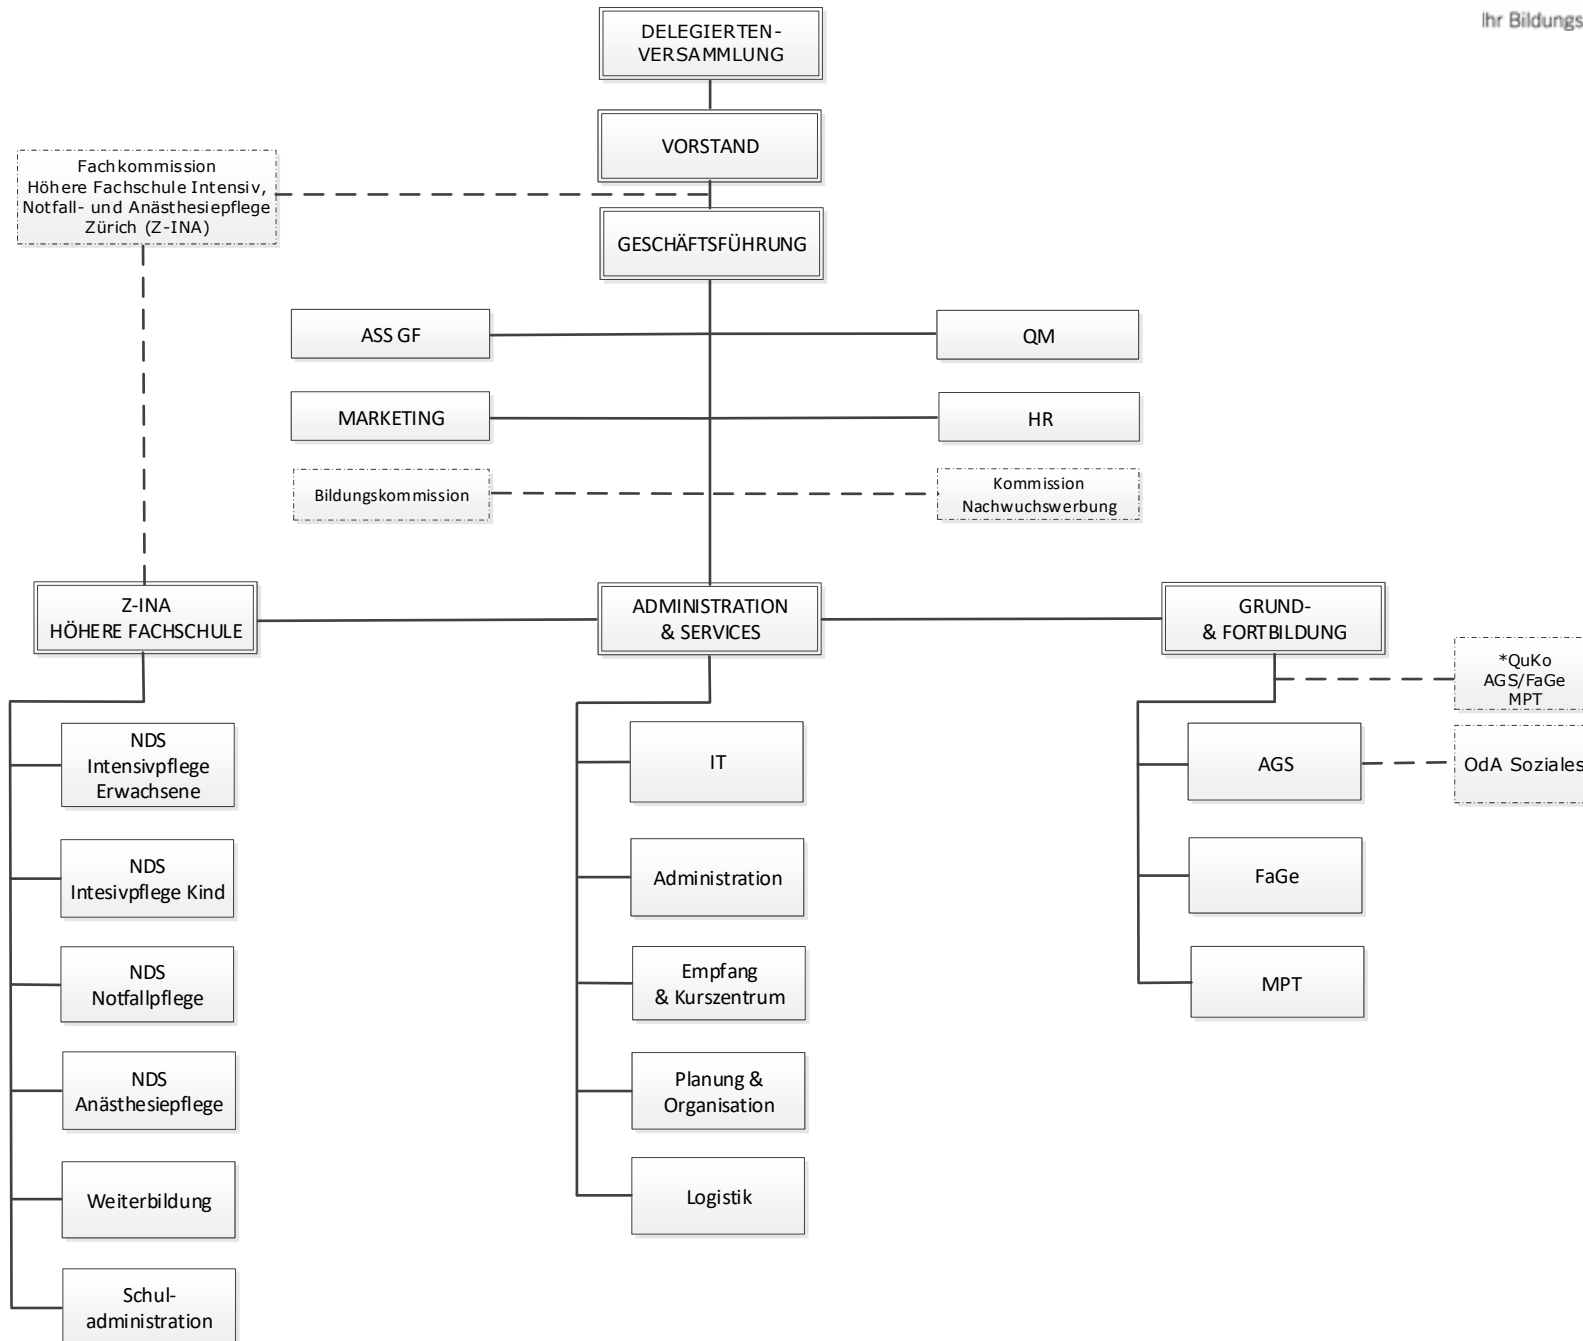 Ihr Bildungs
DELEGIERTEN-
VERSAMMLUNG
VORSTAND
Fachkommission
Höhere Fachschule Intensiv,
Notfall- und Anästhesiepflege
Zürich (Z-INA)
GESCHÄFTSFÜHRUNG
ASS GF
QM
MARKETING
HR
Bildungskommission
Kommission
Nachwuchswerbung
Z-INA
HÖHERE FACHSCHULE
ADMINISTRATION
& SERVICES
GRUND-
& FORTBILDUNG
*QuKo
AGS/FaGe
MPT
NDS
Intensivpflege
Erwachsene
IT
AGS
OdA Soziales
NDS
Intesivpflege Kind
Administration
FaGe
NDS
Notfallpflege
Empfang
& Kurszentrum
MPT
NDS
Anästhesiepflege
Planung &
Organisation
Weiterbildung
Logistik
Schul-
administration